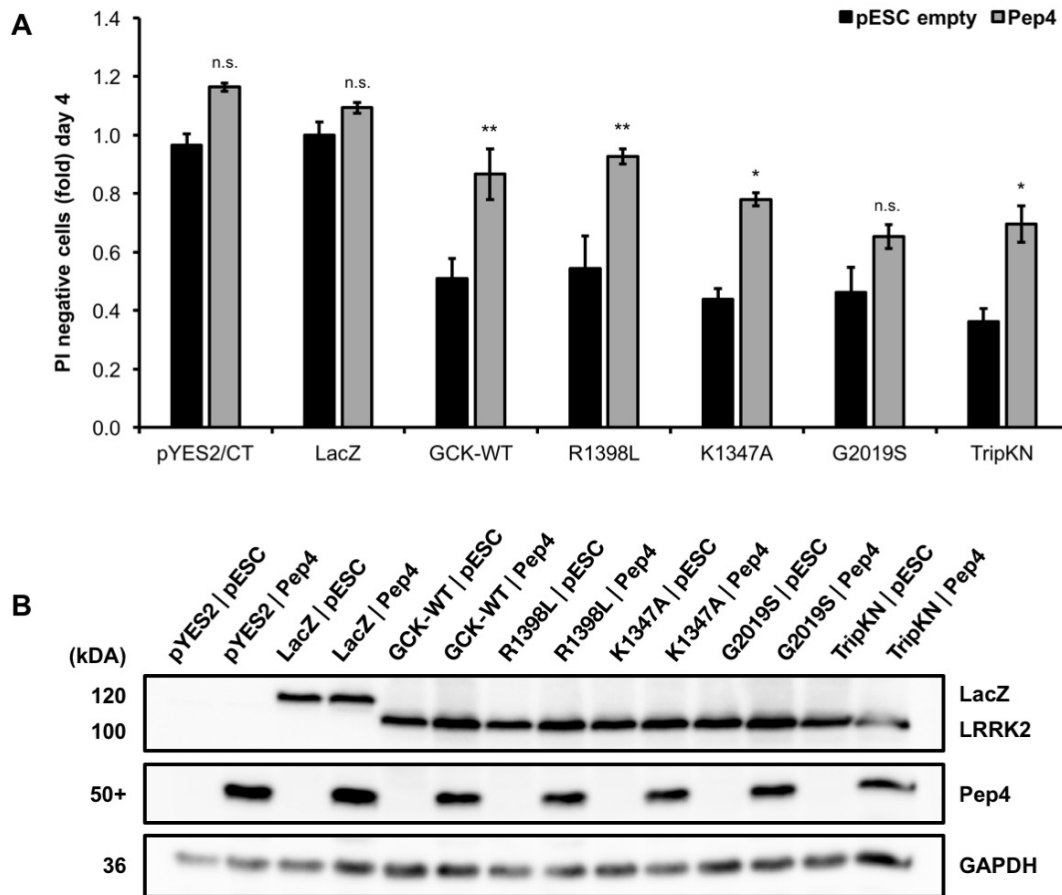 A
pESC empty
Pep4
PI negative cells (fold) day 4
1.4
1.2
1.0
0.8
0.6
0.4
0.2
0.0
n.s.
n.s.
**
**
*
n.s.
*
pYES2/CT
LacZ
GCK-WT
R1398L
K1347A
G2019S
TripKN
B
(kDA)
pYES2 | pESC
pYES2 | Pep4
LacZ | pESC
LacZ | Pep4
GCK-WT | pESC
GCK-WT | Pep4
R1398L | pESC
R1398L | Pep4
K1347A | pESC
K1347A | Pep4
G2019S | pESC
G2019S | Pep4
TripKN | pESC
TripKN | Pep4
120
LacZ
100
LRRK2
50+
Pep4
36
GAPDH